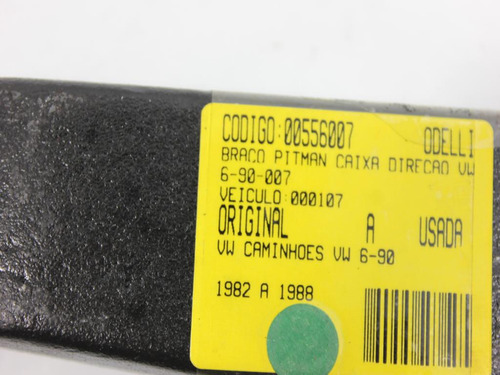 CODIGO:00556007 ODELLI
BRACO PITMAN CAIXA DIRECAO VW
6-90-007
VEICULO:000107
ORIGINAL A USADA
VW CAMINHOES VW 6-90
1982 A 1988